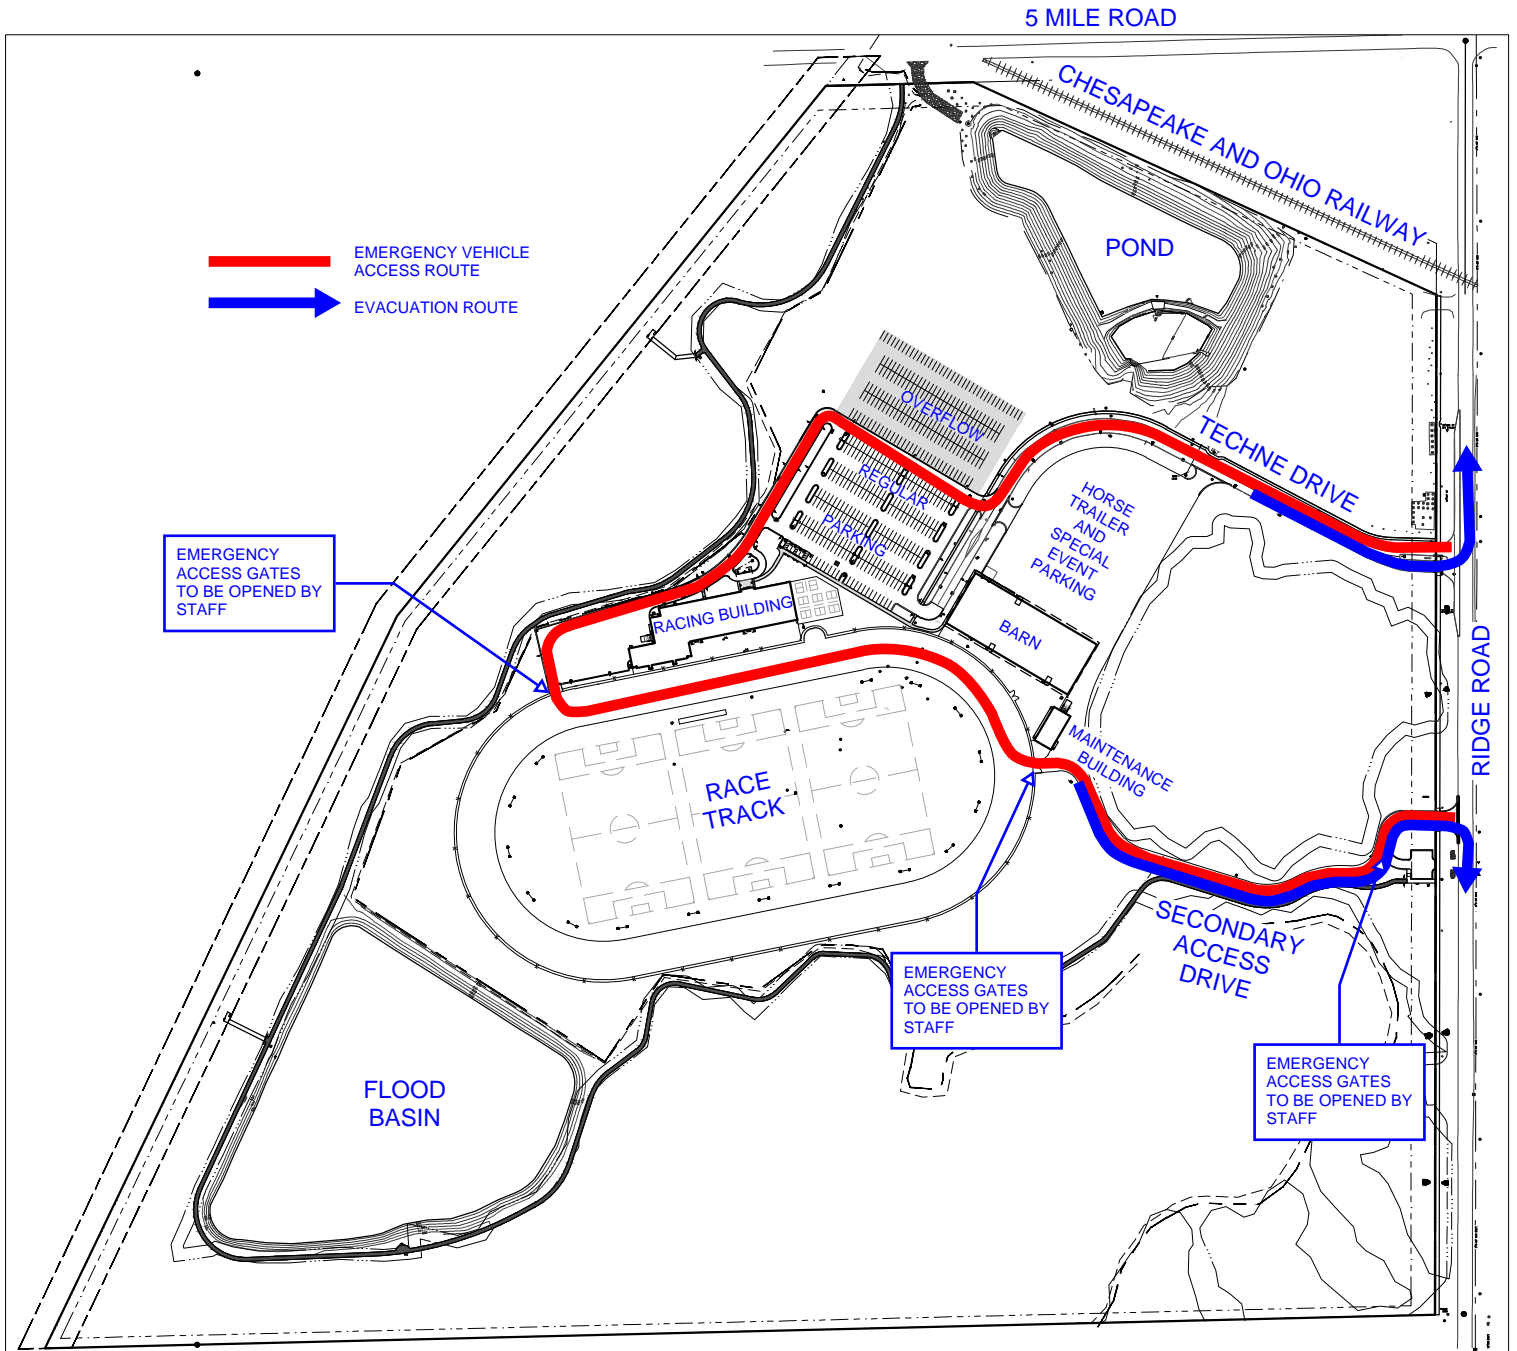 5 MILE ROAD
CHESAPEAKE AND OHIO RAILWAY
POND
EMERGENCY VEHICLE
ACCESS ROUTE
EVACUATION ROUTE
OVERFLOW
REGULAR
PARKING
TECHNE DRIVE
HORSE
TRAILER
AND
SPECIAL
EVENT
PARKING
EMERGENCY
ACCESS GATES
TO BE OPENED BY
STAFF
RACING BUILDING
BARN
RIDGE ROAD
MAINTENANCE
BUILDING
RACE
TRACK
SECONDARY
ACCESS
DRIVE
EMERGENCY
ACCESS GATES
TO BE OPENED BY
STAFF
EMERGENCY
ACCESS GATES
TO BE OPENED BY
STAFF
FLOOD
BASIN